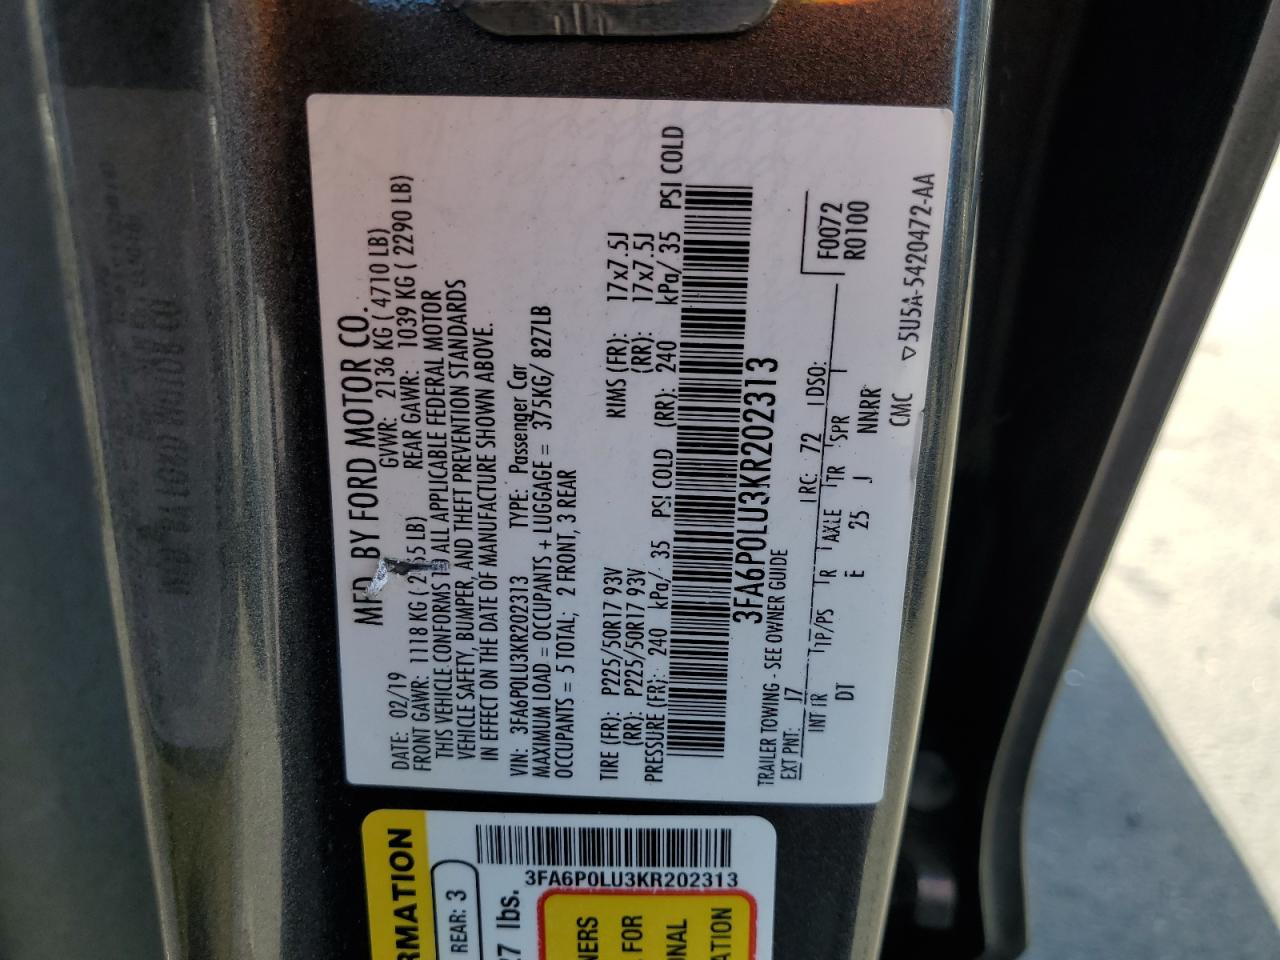 MFD. BY FORD MOTOR CO.
DATE: 02/19 GVWR: 2136 KG ( 4710 LB)
FRONT GAWR: 1118 KG ( LB) REAR GAWR: 1039 KG ( 2290 LB)
THIS VEHICLE CONFORMS TO ALL APPLICABLE FEDERAL MOTOR
VEHICLE SAFETY, BUMPER, AND THEFT PREVENTION STANDARDS
IN EFFECT ON THE DATE OF MANUFACTURE SHOWN ABOVE.
VIN: 3FA6P0LU3KR202313 TYPE: Passenger Car
MAXIMUM LOAD = OCCUPANTS + LUGGAGE = 375KG/ 827LB
OCCUPANTS = 5 TOTAL; 2 FRONT, 3 REAR
TIRE (FR): P225/50R17 93V RIMS (FR): 17x7.5J
(RR): P225/50R17 93V (RR): 17x7.5J
PRESSURE (FR): 240 kPa/ 35 PSI COLD (RR): 240 kPa/ 35 PSI COLD
3FA6P0LU3KR202313
TRAILER TOWING - SEE OWNER GUIDE
EXT PNT: J7 RC: 72 DSO: F0072
R0100
INT TR TP/PS R AXLE TR SPR
DT E 25 J NNRR
CMC ▽5U5A-5420472-AA
RMATION
REAR: 3
27 lbs.
3FA6P0LU3KR202313
NERS
FOR
ONAL
ATION